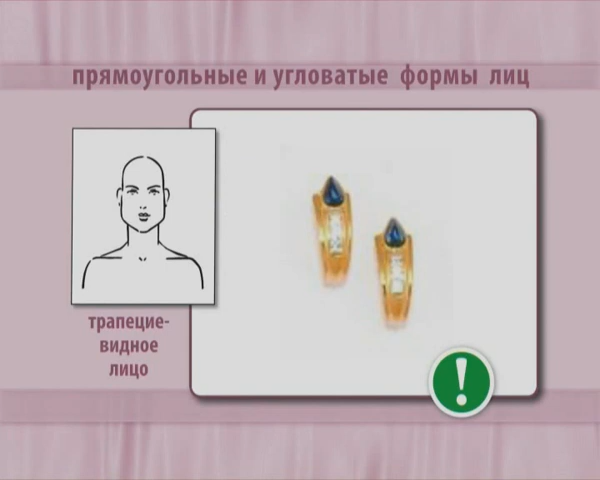 прямоугольные и угловатые формы лиц
трапецие-
видное
лицо
!